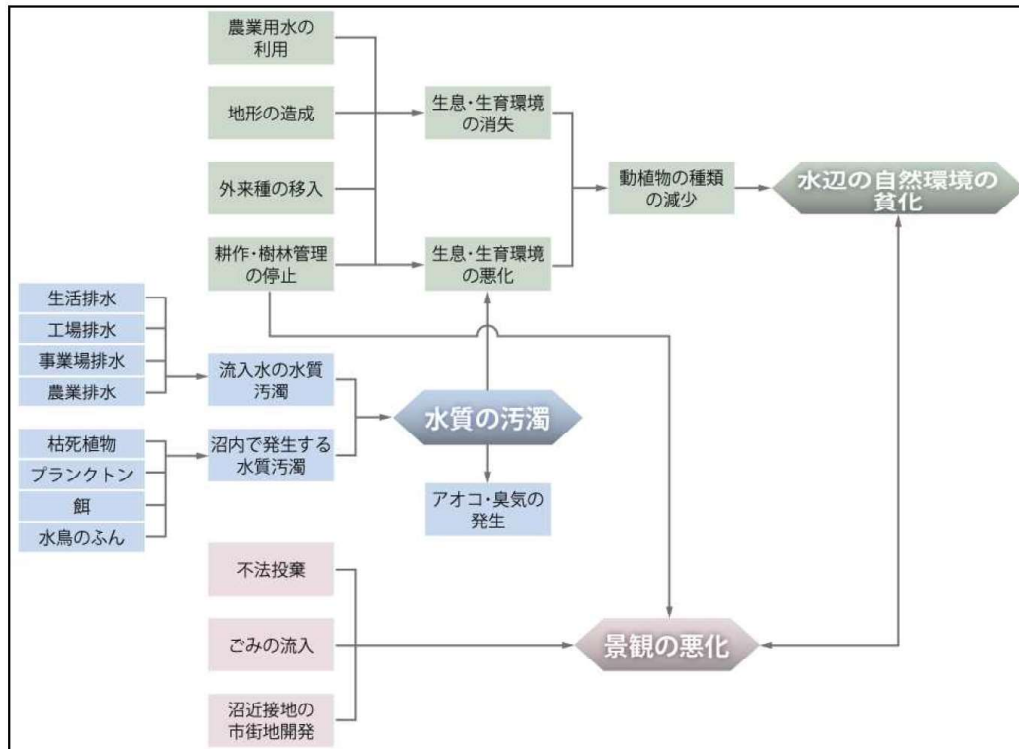 農業用水の
利用
地形の造成
外来種の移入
耕作・樹林管理
の停止
生息・生育環境
の消失
生息・生育環境
の悪化
動植物の種類
の減少
水辺の自然環境の
貧化
生活排水
工場排水
事業場排水
農業排水
流入水の水質
汚濁
枯死植物
プランクトン
餌
水鳥のふん
沼内で発生する
水質汚濁
水質の汚濁
アオコ・臭気の
発生
不法投棄
ごみの流入
沼近接地の
市街地開発
景観の悪化